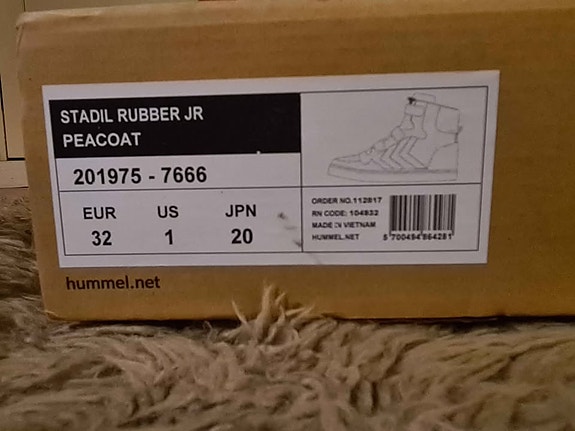 STADIL RUBBER JR
PEACOAT
201975 - 7666
EUR US JPN
32 1 20
ORDER NO.112817
RN CODE: 104832
MADE IN VIETNAM
HUMMEL.NET
5 700494 864281
hummel.net